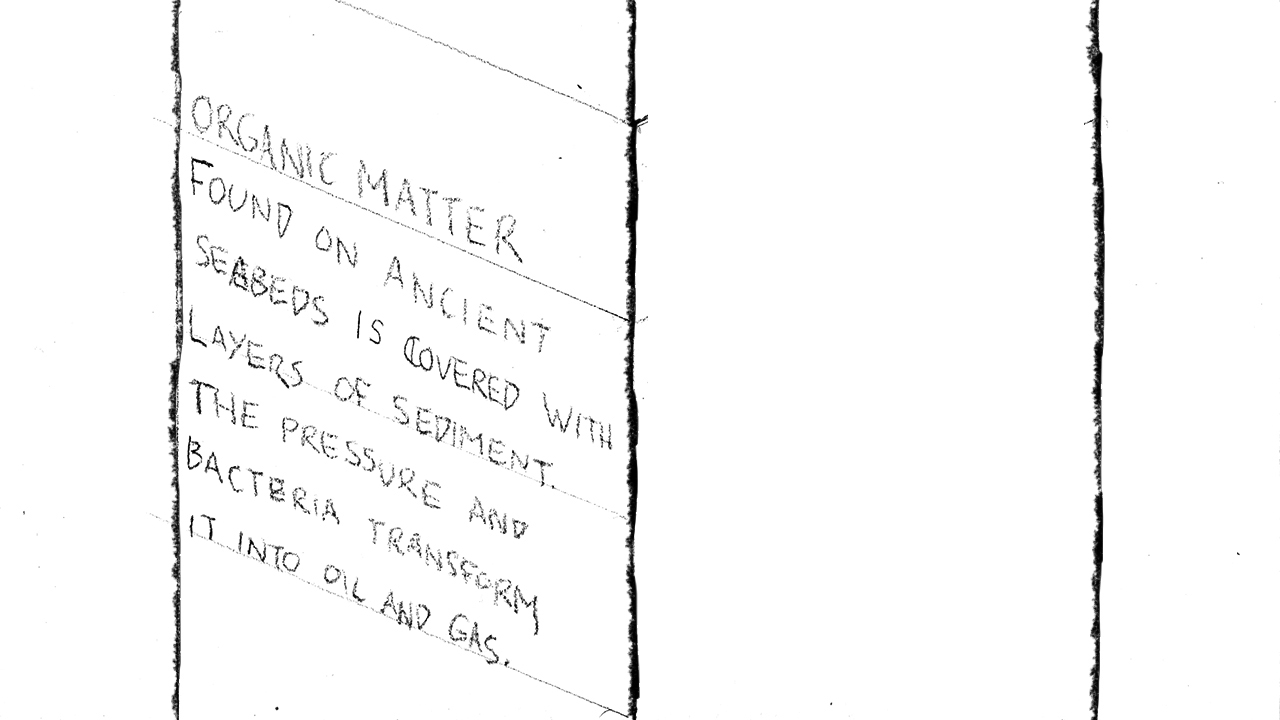 ORGANIC MATTER
FOUND ON ANCIENT
SEABEDS IS COVERED WITH
LAYERS OF SEDIMENT.
THE PRESSURE AND
BACTERIA TRANSFORM
IT INTO OIL AND GAS.